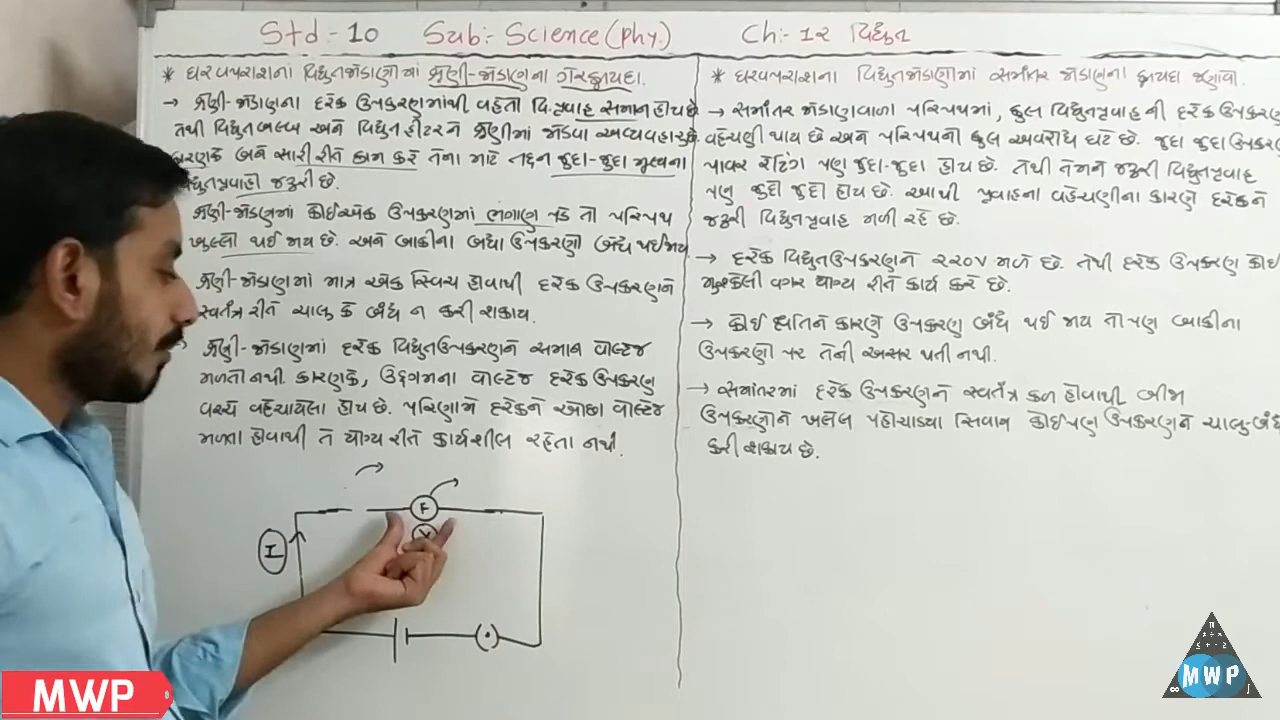 Std :- 10 Sub:- Science (Phy.) Ch:- 12 વિદ્યુત
* ઘરવપરાશના વિદ્યુતજોડાણોમાં શ્રેણી-જોડાણના ગેરફાયદા.
→ શ્રેણી-જોડાણના દરેક ઉપકરણમાંથી વહેતો વિ.પ્રવાહ સમાન હોય છે
તેથી વિદ્યુતબલ્બ અને વિદ્યુત હીટરને શ્રેણીમાં જોડવા અવ્યવહારુ છે.
કારણકે બંને સારી રીતે કામ કરે તેના માટે તદ્દન જુદા-જુદા મૂલ્યના
વિદ્યુતપ્રવાહો જરૂરી છે.
શ્રેણી-જોડાણમાં કોઈ એક ઉપકરણમાં ભંગાણ પડે તો પરિપથ
ખુલ્લો થઈ જાય છે. અને બાકીના બધા ઉપકરણો બંધ થઈ જાય
શ્રેણી-જોડાણમાં માત્ર એક સ્વિચ હોવાથી દરેક ઉપકરણને
સ્વતંત્ર રીતે ચાલુ કે બંધ ન કરી શકાય.
શ્રેણી-જોડાણમાં દરેક વિદ્યુતઉપકરણને સમાન વોલ્ટેજ
મળતો નથી. કારણકે, ઉદ્દગમના વોલ્ટેજ દરેક ઉપકરણ
વચ્ચે વહેંચાયેલા હોય છે. પરિણામે દરેકને ઓછા વોલ્ટેજ
મળતા હોવાથી તે યોગ્ય રીતે કાર્યશીલ રહેતા નથી.
F
V
I
* ઘરવપરાશના વિદ્યુતજોડાણોમાં સમાંતર જોડાણના ફાયદા જણાવો.
→ સમાંતર જોડાણવાળા પરિપથમાં, કુલ વિદ્યુતપ્રવાહની દરેક ઉપકરણ
વહેંચણી થાય છે અને પરિપથનો કુલ અવરોધ ઘટે છે. જુદા જુદા ઉપકર
પાવર રેટિંગ પણ જુદા-જુદા હોય છે. તેથી તેમને જરૂરી વિદ્યુતપ્રવાહ
પણ જુદો જુદો હોય છે. આથી પ્રવાહના વહેંચણીના કારણે દરેકને
જરૂરી વિદ્યુતપ્રવાહ મળી રહે છે.
→ દરેક વિદ્યુતઉપકરણને ૨૨૦V મળે છે. તેથી દરેક ઉપકરણ કોઈ
મુશ્કેલી વગર યોગ્ય રીતે કાર્ય કરે છે.
→ કોઈ ક્ષતિને કારણે ઉપકરણ બંધ થઈ જાય તોપણ બાકીના
ઉપકરણો પર તેની અસર થતી નથી.
→ સમાંતરમાં દરેક ઉપકરણને સ્વતંત્ર કળ હોવાથી બીજા
ઉપકરણોને ખલેલ પહોંચાડયા સિવાય કોઈપણ ઉપકરણને ચાલુ-બંધ
કરી શકાય છે.
MWP
MWP